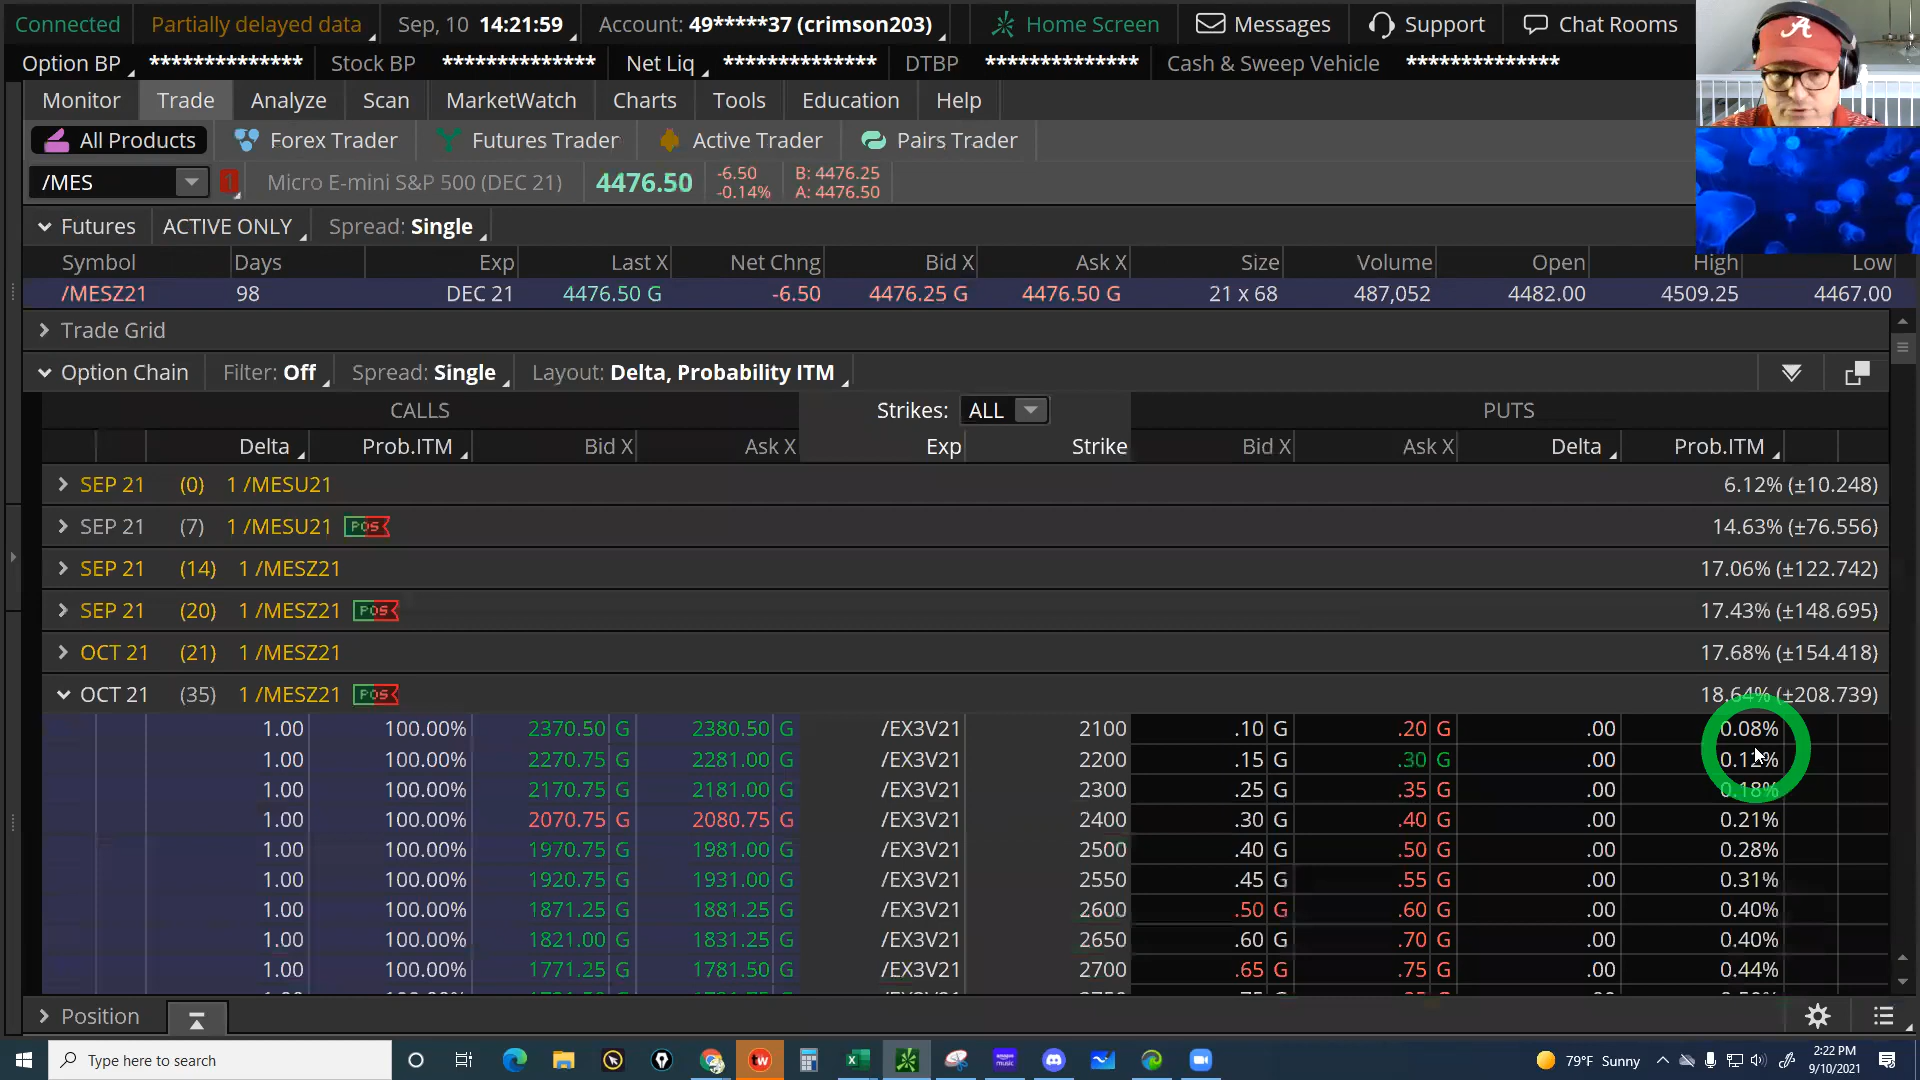 Connected Partially delayed data Sep, 10 14:21:59 Account: 49*****37 (crimson203) Home Screen Messages Support Chat Rooms
Option BP ************** Stock BP ************** Net Liq ************** DTBP ************** Cash & Sweep Vehicle **************
Monitor Trade Analyze Scan MarketWatch Charts Tools Education Help
All Products Forex Trader Futures Trader Active Trader Pairs Trader
/MES 1 Micro E-mini S&P 500 (DEC 21) 4476.50 -6.50 B: 4476.25
-0.14% A: 4476.50
Futures ACTIVE ONLY Spread: Single
Symbol Days Exp Last X Net Chng Bid X Ask X Size Volume Open High Low
/MESZ21 98 DEC 21 4476.50 G -6.50 4476.25 G 4476.50 G 21 x 68 487,052 4482.00 4509.25 4467.00
Trade Grid
Option Chain Filter: Off Spread: Single Layout: Delta, Probability ITM
CALLS Strikes: ALL PUTS
Delta Prob.ITM Bid X Ask X Exp Strike Bid X Ask X Delta Prob.ITM
SEP 21 (0) 1 /MESU21 6.12% (±10.248)
SEP 21 (7) 1 /MESU21 POS 14.63% (±76.556)
SEP 21 (14) 1 /MESZ21 17.06% (±122.742)
SEP 21 (20) 1 /MESZ21 POS 17.43% (±148.695)
OCT 21 (21) 1 /MESZ21 17.68% (±154.418)
OCT 21 (35) 1 /MESZ21 POS 18.64% (±208.739)
1.00 100.00% 2370.50 G 2380.50 G /EX3V21 2100 .10 G .20 G .00 0.08%
1.00 100.00% 2270.75 G 2281.00 G /EX3V21 2200 .15 G .30 G .00 0.12%
1.00 100.00% 2170.75 G 2181.00 G /EX3V21 2300 .25 G .35 G .00 0.18%
1.00 100.00% 2070.75 G 2080.75 G /EX3V21 2400 .30 G .40 G .00 0.21%
1.00 100.00% 1970.75 G 1981.00 G /EX3V21 2500 .40 G .50 G .00 0.28%
1.00 100.00% 1920.75 G 1931.00 G /EX3V21 2550 .45 G .55 G .00 0.31%
1.00 100.00% 1871.25 G 1881.25 G /EX3V21 2600 .50 G .60 G .00 0.40%
1.00 100.00% 1821.00 G 1831.25 G /EX3V21 2650 .60 G .70 G .00 0.40%
1.00 100.00% 1771.25 G 1781.50 G /EX3V21 2700 .65 G .75 G .00 0.44%
Position
Type here to search tw 79°F Sunny 2:22 PM
9/10/2021